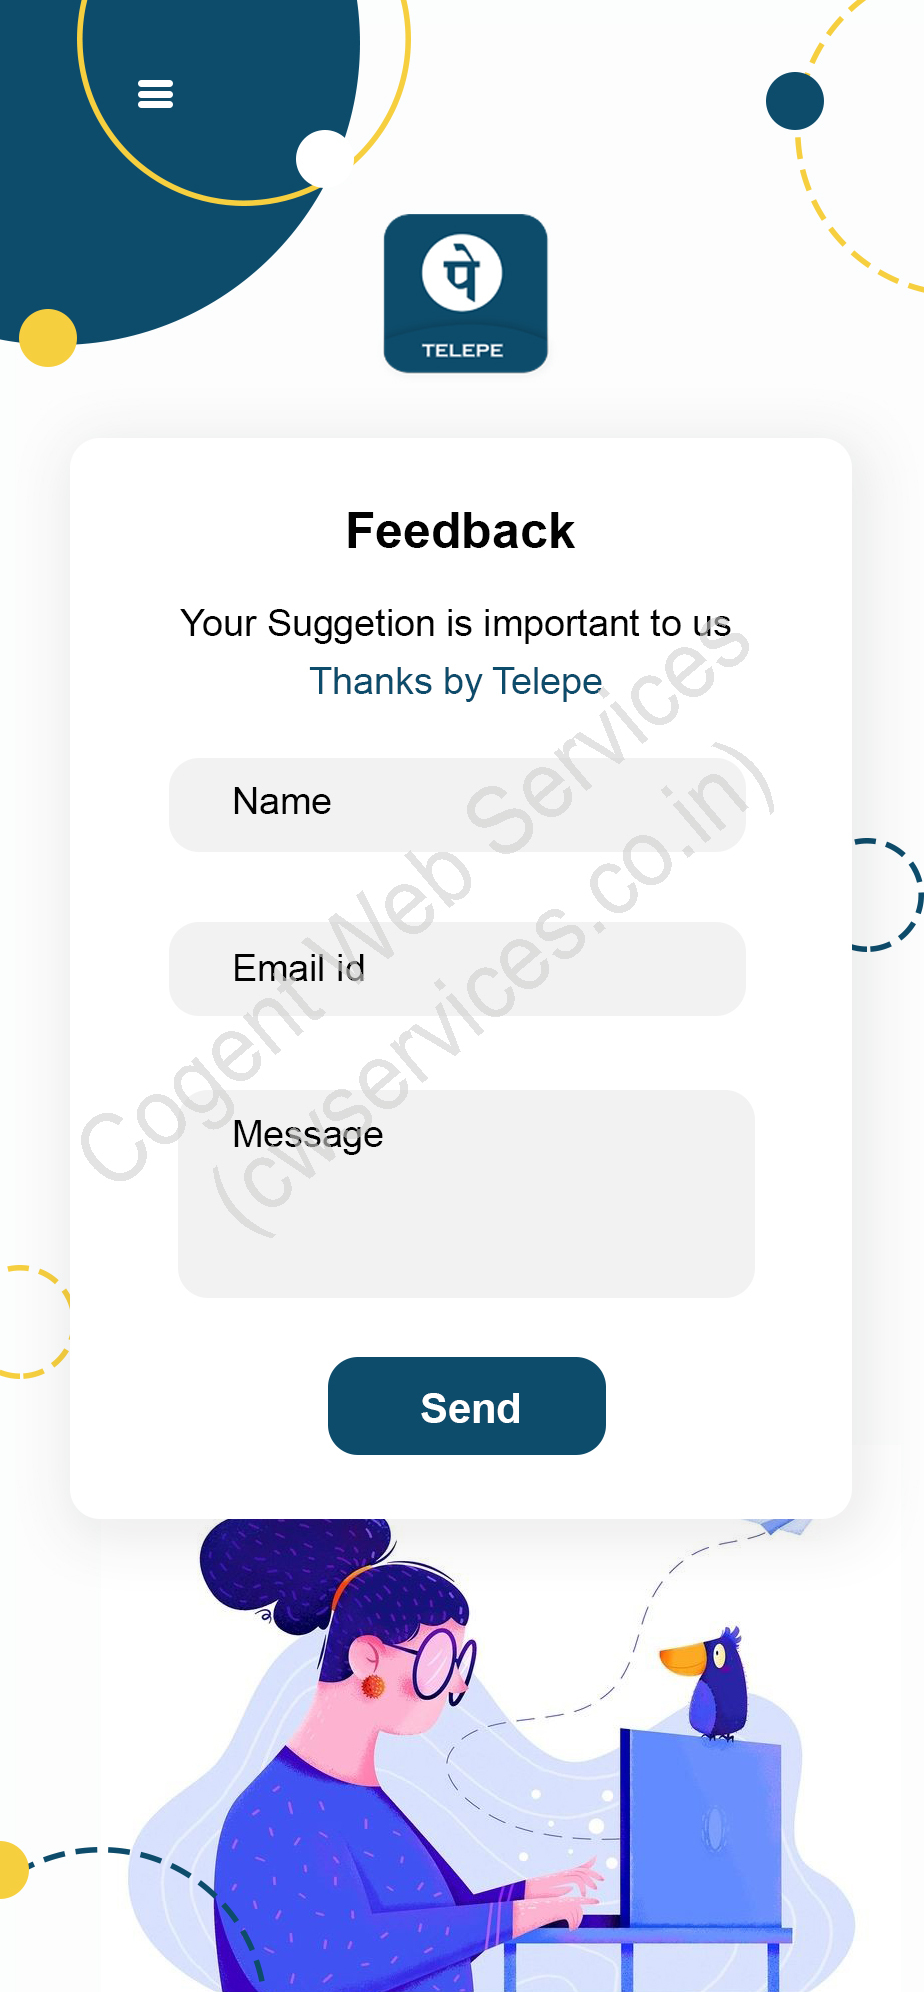 पे
TELEPE
Feedback
Your Suggetion is important to us
Thanks by Telepe
Name
Email id
Message
Send
Cogent Web Services
(cwservices.co.in)